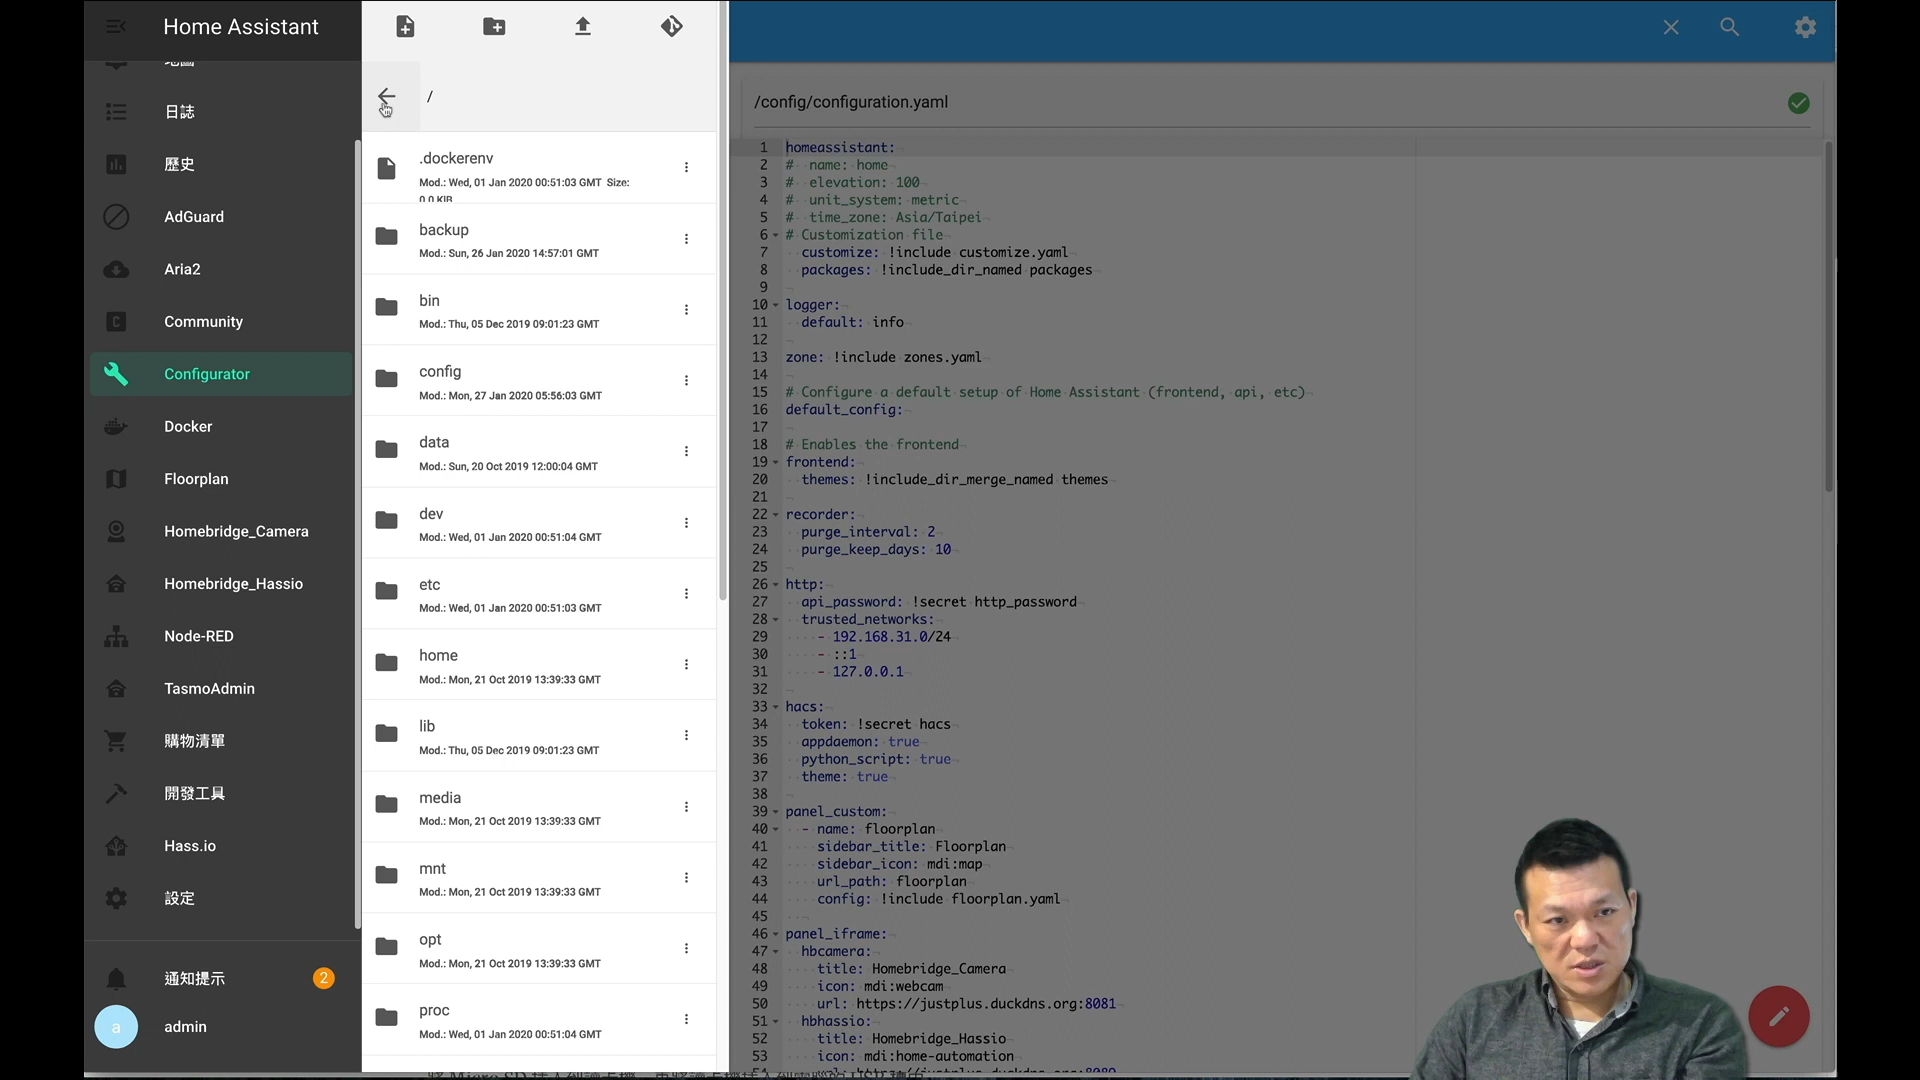 Home Assistant
地圖
日誌
歷史
AdGuard
Aria2
Community
Configurator
Docker
Floorplan
Homebridge_Camera
Homebridge_Hassio
Node-RED
TasmoAdmin
購物清單
開發工具
Hass.io
設定
通知提示
2
a
admin
/
.dockerenv
Mod.: Wed, 01 Jan 2020 00:51:03 GMT Size:
0.0 KiB
backup
Mod.: Sun, 26 Jan 2020 14:57:01 GMT
bin
Mod.: Thu, 05 Dec 2019 09:01:23 GMT
config
Mod.: Mon, 27 Jan 2020 05:56:03 GMT
data
Mod.: Sun, 20 Oct 2019 12:00:04 GMT
dev
Mod.: Wed, 01 Jan 2020 00:51:04 GMT
etc
Mod.: Wed, 01 Jan 2020 00:51:03 GMT
home
Mod.: Mon, 21 Oct 2019 13:39:33 GMT
lib
Mod.: Thu, 05 Dec 2019 09:01:23 GMT
media
Mod.: Mon, 21 Oct 2019 13:39:33 GMT
mnt
Mod.: Mon, 21 Oct 2019 13:39:33 GMT
opt
Mod.: Mon, 21 Oct 2019 13:39:33 GMT
proc
Mod.: Wed, 01 Jan 2020 00:51:04 GMT
/config/configuration.yaml
1 homeassistant:
2 # name: home
3 # elevation: 100
4 # unit_system: metric
5 # time_zone: Asia/Taipei
6 # Customization file
7 customize: !include customize.yaml
8 packages: !include_dir_named packages
9
10 logger:
11 default: info
12
13 zone: !include zones.yaml
14
15 # Configure a default setup of Home Assistant (frontend, api, etc)
16 default_config:
17
18 # Enables the frontend
19 frontend:
20 themes: !include_dir_merge_named themes
21
22 recorder:
23 purge_interval: 2
24 purge_keep_days: 10
25
26 http:
27 api_password: !secret http_password
28 trusted_networks:
29 - 192.168.31.0/24
30 - ::1
31 - 127.0.0.1
32
33 hacs:
34 token: !secret hacs
35 appdaemon: true
36 python_script: true
37 theme: true
38
39 panel_custom:
40 - name: floorplan
41 sidebar_title: Floorplan
42 sidebar_icon: mdi:map
43 url_path: floorplan
44 config: !include floorplan.yaml
45
46 panel_iframe:
47 hbcamera:
48 title: Homebridge_Camera
49 icon: mdi:webcam
50 url: https://justplus.duckdns.org:8081
51 hbhassio:
52 title: Homebridge_Hassio
53 icon: mdi:home-automation